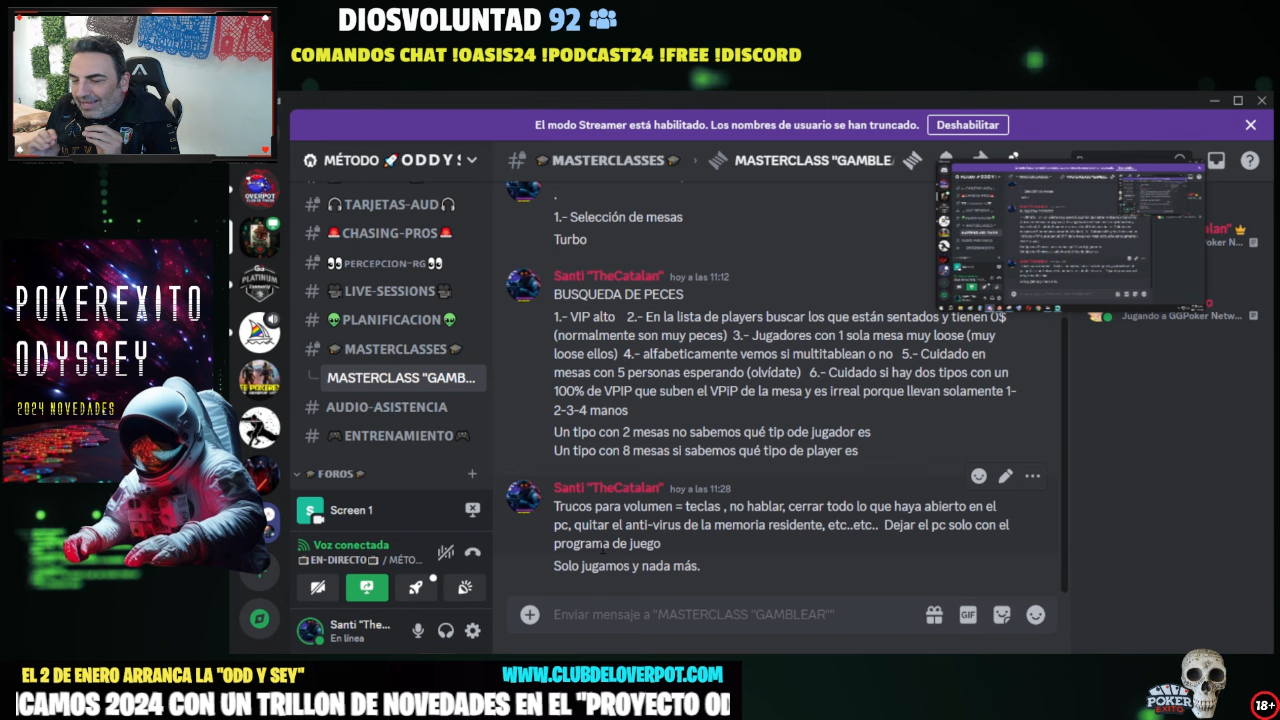 DIOSVOLUNTAD 92
COMANDOS CHAT !OASIS24 !PODCAST24 !FREE !DISCORD
El modo Streamer está habilitado. Los nombres de usuario se han truncado.
Deshabilitar
MÉTODO ODDYS
MASTERCLASSES
MASTERCLASS "GAMBLE
TARJETAS-AUD
CHASING-PROS
PERCEPCION-RG
LIVE-SESSIONS
PLANIFICACION
MASTERCLASSES
MASTERCLASS "GAMB...
AUDIO-ASISTENCIA
ENTRENAMIENTO
FOROS
Screen 1
Voz conectada
EN-DIRECTO / MÉTO...
Santi "The...
En línea
.
1.- Selección de mesas
Turbo
Santi "TheCatalan" hoy a las 11:12
BUSQUEDA DE PECES
1.- VIP alto 2.- En la lista de players buscar los que están sentados y tienen 0$
(normalmente son muy peces) 3.- Jugadores con 1 sola mesa muy loose (muy
loose ellos) 4.- alfabeticamente vemos si multitablean o no 5.- Cuidado en
mesas con 5 personas esperando (olvídate) 6.- Cuidado si hay dos tipos con un
100% de VPIP que suben el VPIP de la mesa y es irreal porque llevan solamente 1-
2-3-4 manos
Un tipo con 2 mesas no sabemos qué tip ode jugador es
Un tipo con 8 mesas si sabemos qué tipo de player es
Santi "TheCatalan" hoy a las 11:28
Trucos para volumen = teclas , no hablar, cerrar todo lo que haya abierto en el
pc, quitar el anti-virus de la memoria residente, etc..etc.. Dejar el pc solo con el
programa de juego
Solo jugamos y nada más.
Enviar mensaje a "MASTERCLASS "GAMBLEAR""
GIF
alan"
oker N...
Jugando a GGPoker Netw...
OVERPOT
PLATINUM
POKEREXITO
ODYSSEY
2024 NOVEDADES
EL 2 DE ENERO ARRANCA LA "ODD Y SEY"
WWW.CLUBDELOVERPOT.COM
ICAMOS 2024 CON UN TRILLON DE NOVEDADES EN EL "PROYECTO OD
POKER
EXITO
18+